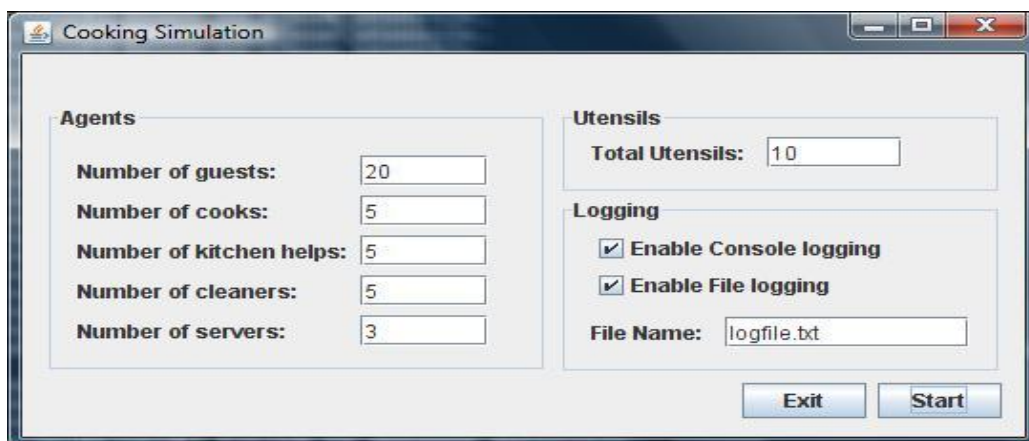 Cooking Simulation
Agents
Number of guests: 20
Number of cooks: 5
Number of kitchen helps: 5
Number of cleaners: 5
Number of servers: 3
Utensils
Total Utensils: 10
Logging
Enable Console logging
Enable File logging
File Name: logfile.txt
Exit Start